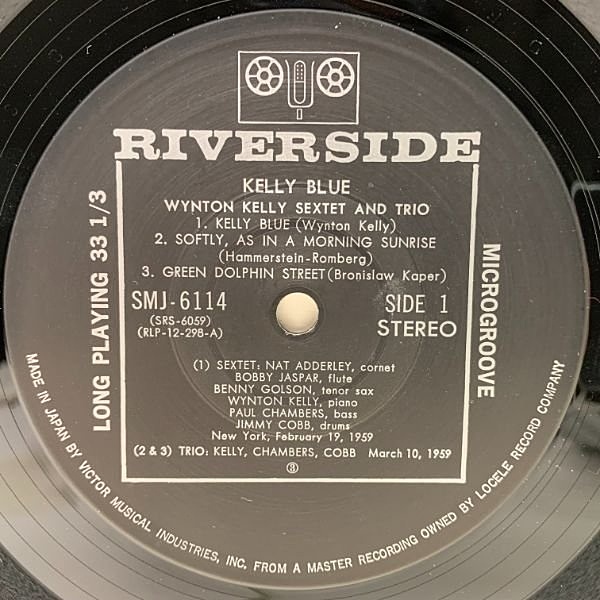 RIVERSIDE
KELLY BLUE
WYNTON KELLY SEXTET AND TRIO
1. KELLY BLUE (Wynton Kelly)
2. SOFTLY, AS IN A MORNING SUNRISE
(Hammerstein-Romberg)
3. GREEN DOLPHIN STREET (Bronislaw Kaper)
SMJ-6114
(SRS-6059)
(RLP-12-298-A)
SIDE 1
STEREO
(1) SEXTET: NAT ADDERLEY, cornet
BOBBY JASPAR, flute
BENNY GOLSON, tenor sax
WYNTON KELLY, piano
PAUL CHAMBERS, bass
JIMMY COBB, drums
New York, February 19, 1959
(2 & 3) TRIO: KELLY, CHAMBERS, COBB March 10, 1959
③
LONG PLAYING 33 1/3
MICROGROOVE
MADE IN JAPAN BY VICTOR MUSICAL INDUSTRIES, INC. FROM A MASTER RECORDING OWNED BY LOCELE RECORD COMPANY